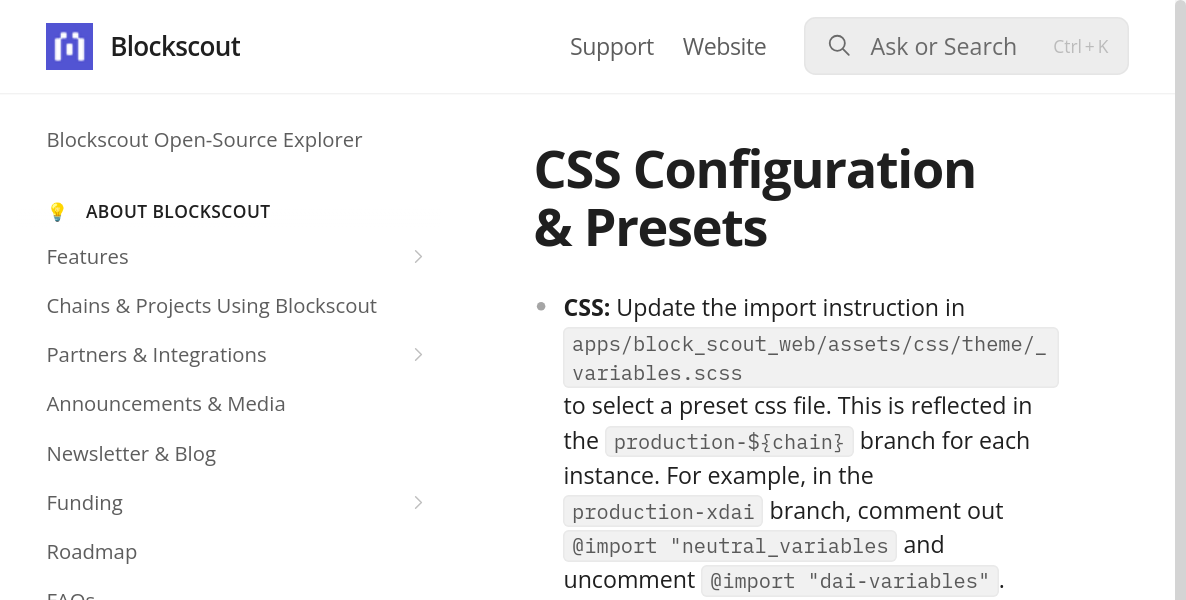 Blockscout
Support
Website
Ask or Search
Ctrl+K
Blockscout Open-Source Explorer
💡 ABOUT BLOCKSCOUT
Features
Chains & Projects Using Blockscout
Partners & Integrations
Announcements & Media
Newsletter & Blog
Funding
Roadmap
FAQs
CSS Configuration
& Presets
CSS: Update the import instruction in
apps/block_scout_web/assets/css/theme/_
variables.scss
to select a preset css file. This is reflected in
the production-${chain} branch for each
instance. For example, in the
production-xdai branch, comment out
@import "neutral_variables and
uncomment @import "dai-variables".